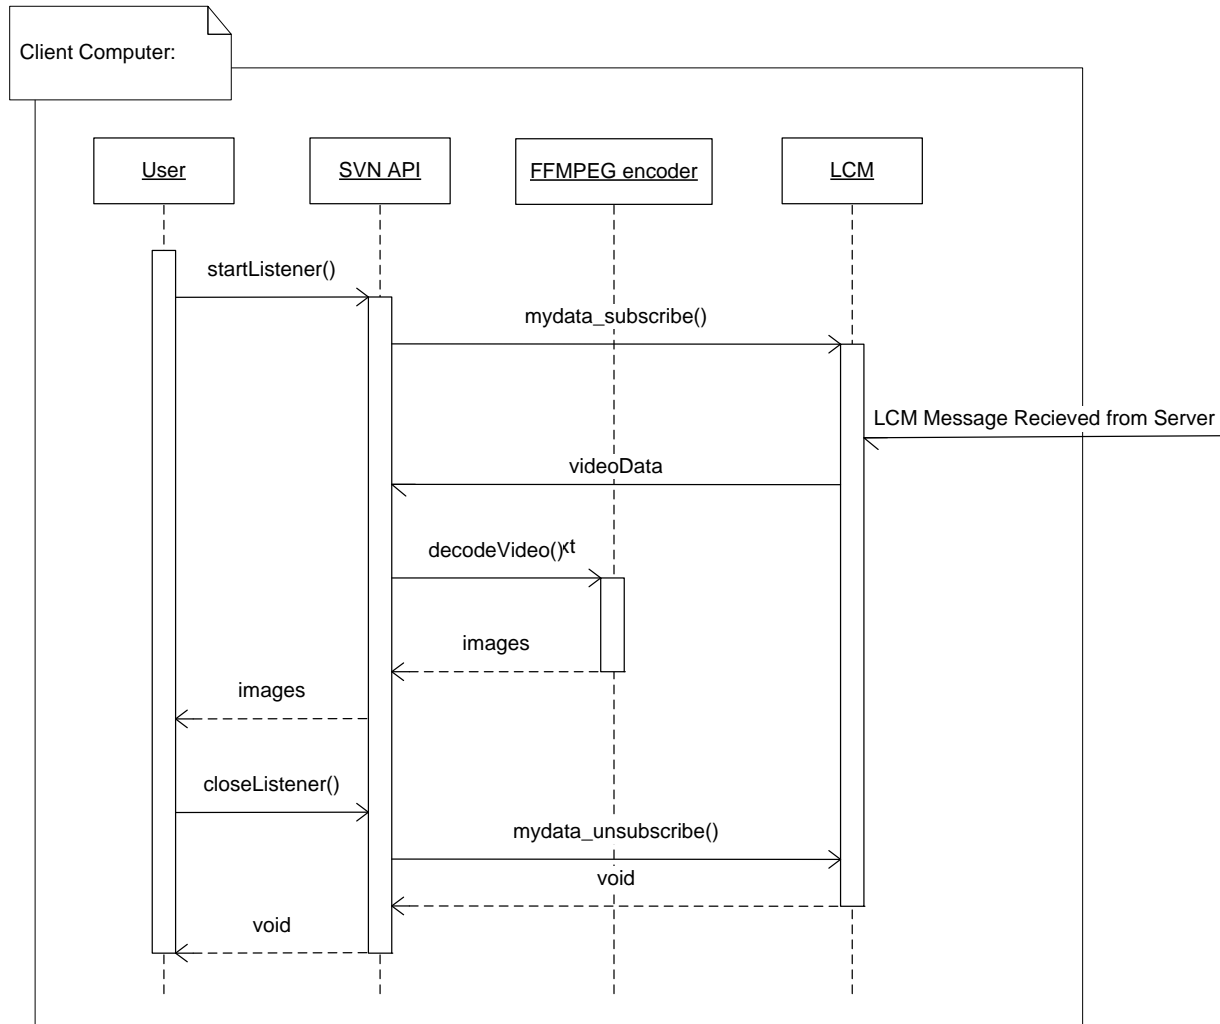 Client Computer:
User
SVN API
FFMPEG encoder
LCM
startListener()
mydata_subscribe()
LCM Message Recieved from Server
videoData
decodeVideo()xt
images
images
closeListener()
mydata_unsubscribe()
void
void